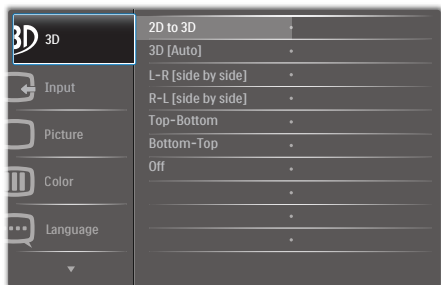 3D 3D
Input
Picture
Color
Language
2D to 3D
3D [Auto]
L-R [side by side]
R-L [side by side]
Top-Bottom
Bottom-Top
Off